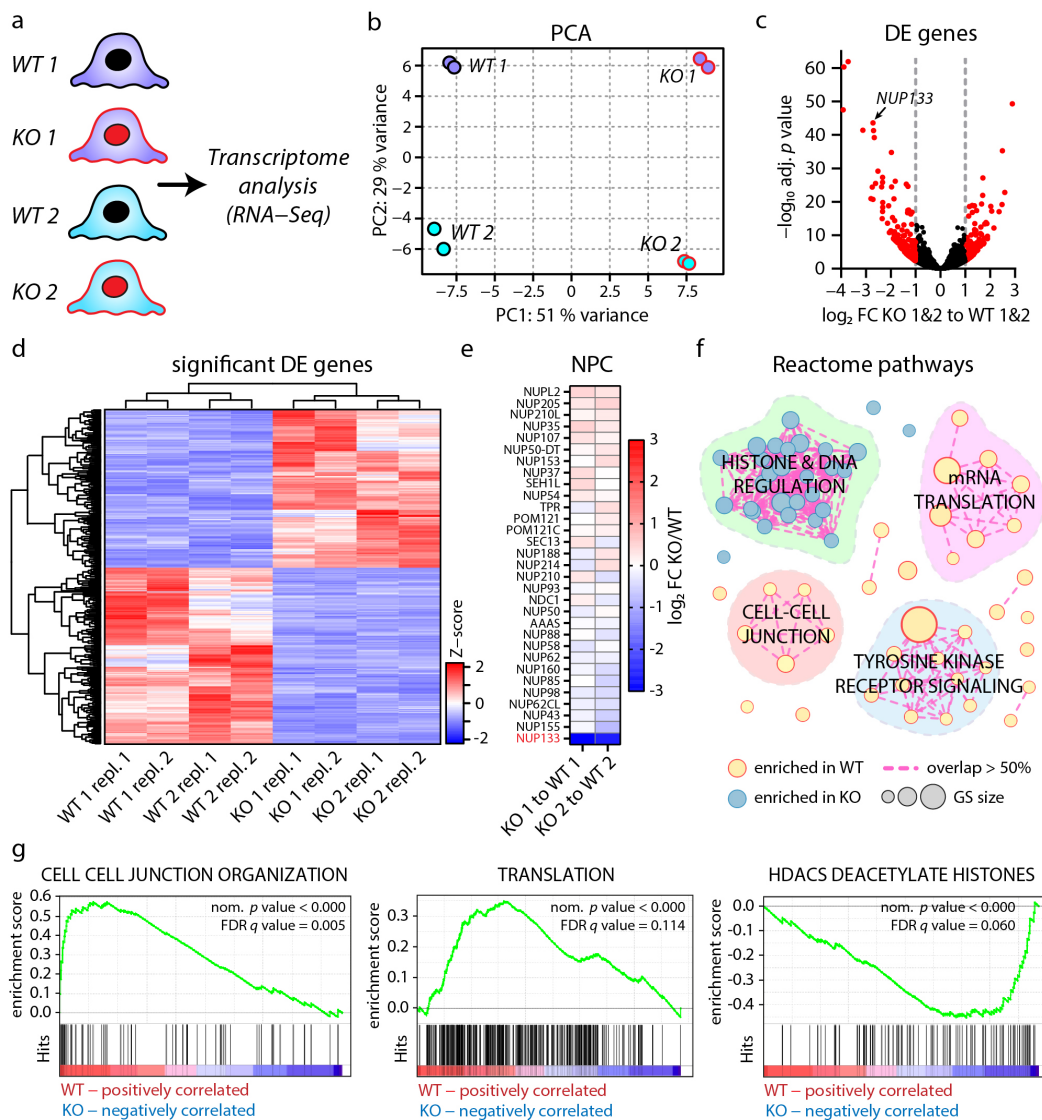 a
WT 1
KO 1
WT 2
KO 2
Transcriptome
analysis
(RNA–Seq)
b
PCA
PC2: 29 % variance
6
4
2
0
−2
−4
−6
WT 1
KO 1
WT 2
KO 2
−7.5
−5
−2.5
0
2.5
5
7.5
PC1: 51 % variance
c
DE genes
−log₁₀ adj. p value
60
50
40
30
20
10
0
NUP133
−4
−3
−2
−1
0
1
2
3
log₂ FC KO 1&2 to WT 1&2
d
significant DE genes
Z−score
2
0
-2
WT 1 repl. 1
WT 1 repl. 2
WT 2 repl. 1
WT 2 repl. 2
KO 1 repl. 1
KO 1 repl. 2
KO 2 repl. 1
KO 2 repl. 2
e
NPC
NUPL2
NUP205
NUP210L
NUP35
NUP107
NUP50-DT
NUP153
NUP37
SEH1L
NUP54
TPR
POM121
POM121C
SEC13
NUP188
NUP214
NUP210
NUP93
NDC1
NUP50
AAAS
NUP88
NUP58
NUP62
NUP160
NUP85
NUP98
NUP62CL
NUP43
NUP155
NUP133
KO 1 to WT 1
KO 2 to WT 2
3
2
1
0
-1
-2
-3
log₂ FC KO/WT
f
Reactome pathways
HISTONE & DNA
REGULATION
mRNA
TRANSLATION
CELL-CELL
JUNCTION
TYROSINE KINASE
RECEPTOR SIGNALING
enriched in WT
overlap > 50%
enriched in KO
GS size
g
CELL CELL JUNCTION ORGANIZATION
enrichment score
0.6
0.5
0.4
0.3
0.2
0.1
0.0
nom. p value < 0.000
FDR q value = 0.005
Hits
WT – positively correlated
KO – negatively correlated
TRANSLATION
enrichment score
0.3
0.2
0.1
0.0
nom. p value < 0.000
FDR q value = 0.114
Hits
WT – positively correlated
KO – negatively correlated
HDACS DEACETYLATE HISTONES
enrichment score
0.0
-0.1
-0.2
-0.3
-0.4
nom. p value < 0.000
FDR q value = 0.060
Hits
WT – positively correlated
KO – negatively correlated